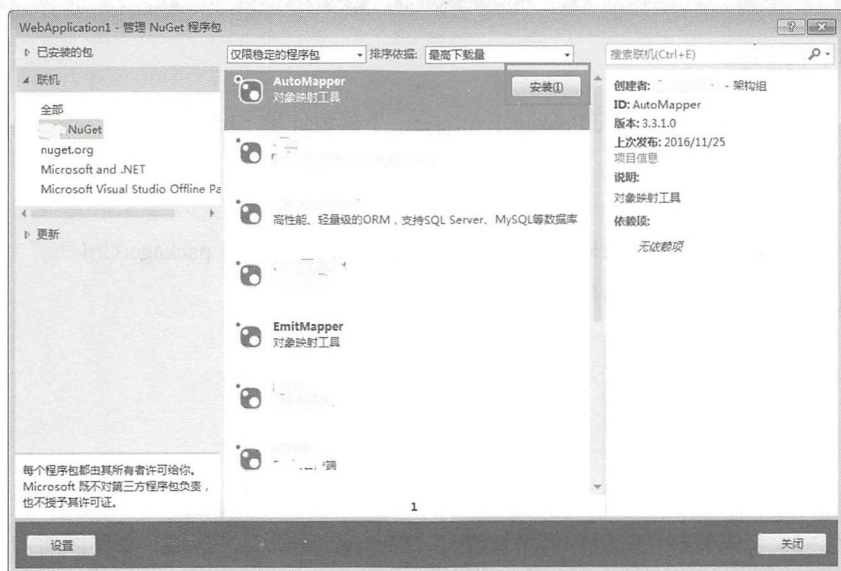 WebApplication1 - 管理 NuGet 程序包
已安装的包
仅限稳定的程序包
排序依据: 最高下载量
搜索联机(Ctrl+E)
联机
全部
NuGet
nuget.org
Microsoft and .NET
Microsoft Visual Studio Offline Pa
更新
每个程序包都由其所有者许可给你。
Microsoft 既不对第三方程序包负责，
也不授予其许可证。
AutoMapper
安装(I)
对象映射工具
高性能、轻量级的ORM，支持SQL Server、MySQL等数据库
EmitMapper
对象映射工具
端
1
创建者: - 架构组
ID: AutoMapper
版本: 3.3.1.0
上次发布: 2016/11/25
项目信息
说明:
对象映射工具
依赖项:
无依赖项
设置
关闭